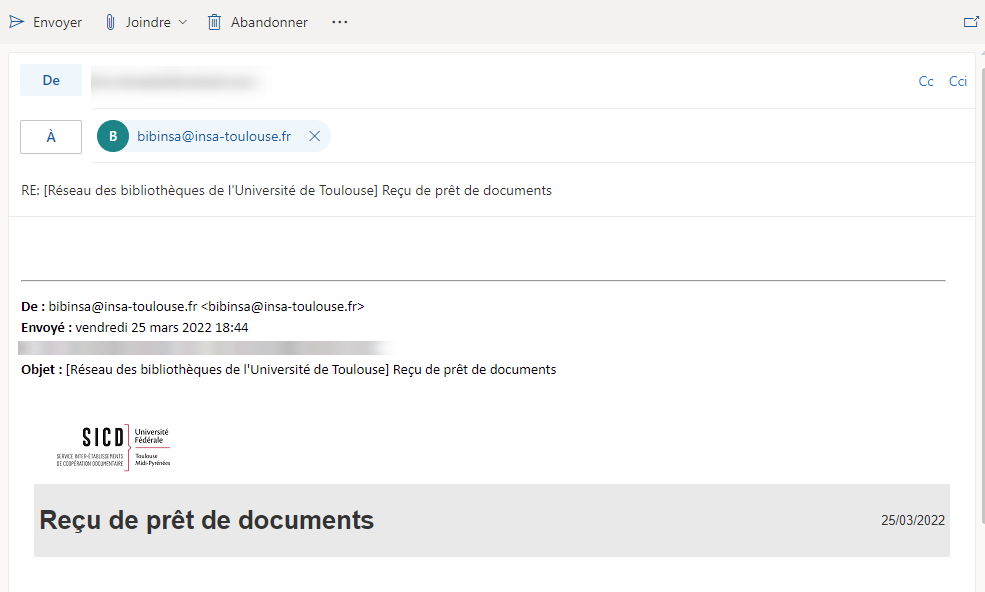 Envoyer Joindre Abandonner ...
De Cc Cci
À B bibinsa@insa-toulouse.fr
RE: [Réseau des bibliothèques de l'Université de Toulouse] Reçu de prêt de documents
De : bibinsa@insa-toulouse.fr <bibinsa@insa-toulouse.fr>
Envoyé : vendredi 25 mars 2022 18:44
Objet : [Réseau des bibliothèques de l'Université de Toulouse] Reçu de prêt de documents
SICD
SERVICE INTER-ÉTABLISSEMENTS
DE COOPÉRATION DOCUMENTAIRE
Université
Fédérale
Toulouse
Midi-Pyrénées
Reçu de prêt de documents 25/03/2022